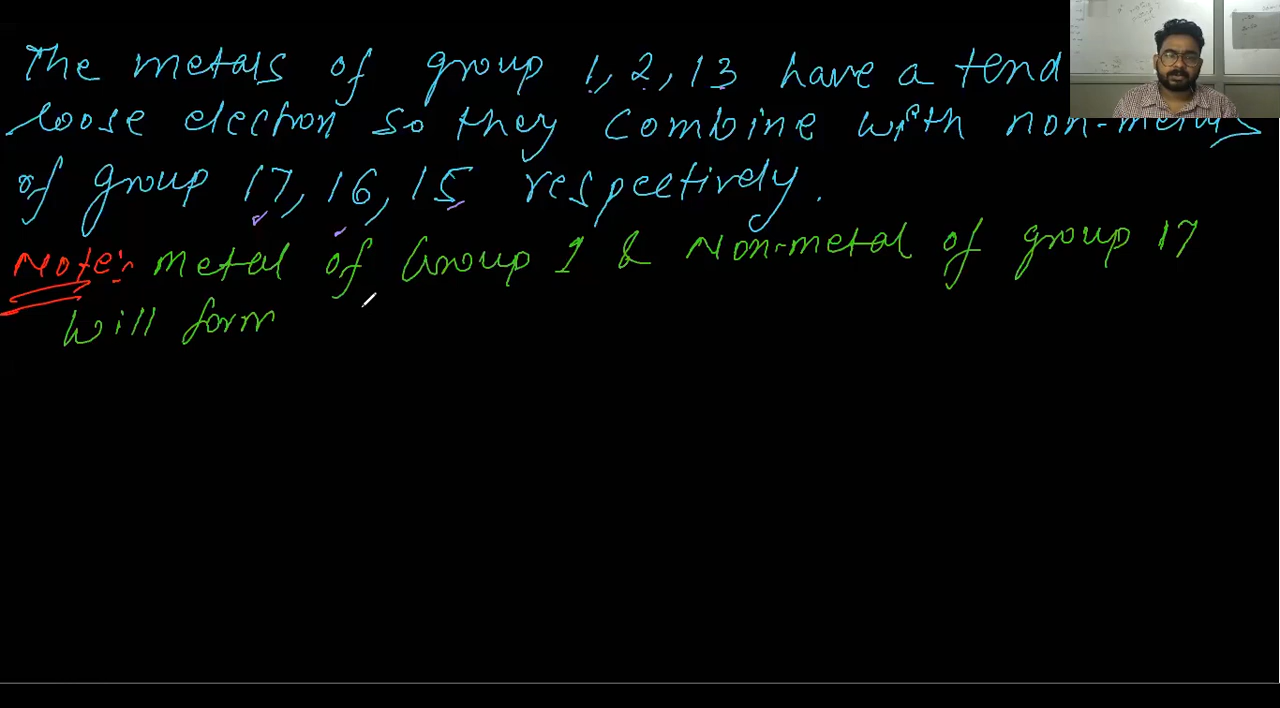 The metals of group 1, 2, 13 have a tend
loose electron so they combine with non-metals
of group 17, 16, 15 respectively.
Note:- Metal of Group 1 & Non-metal of group 17
will form